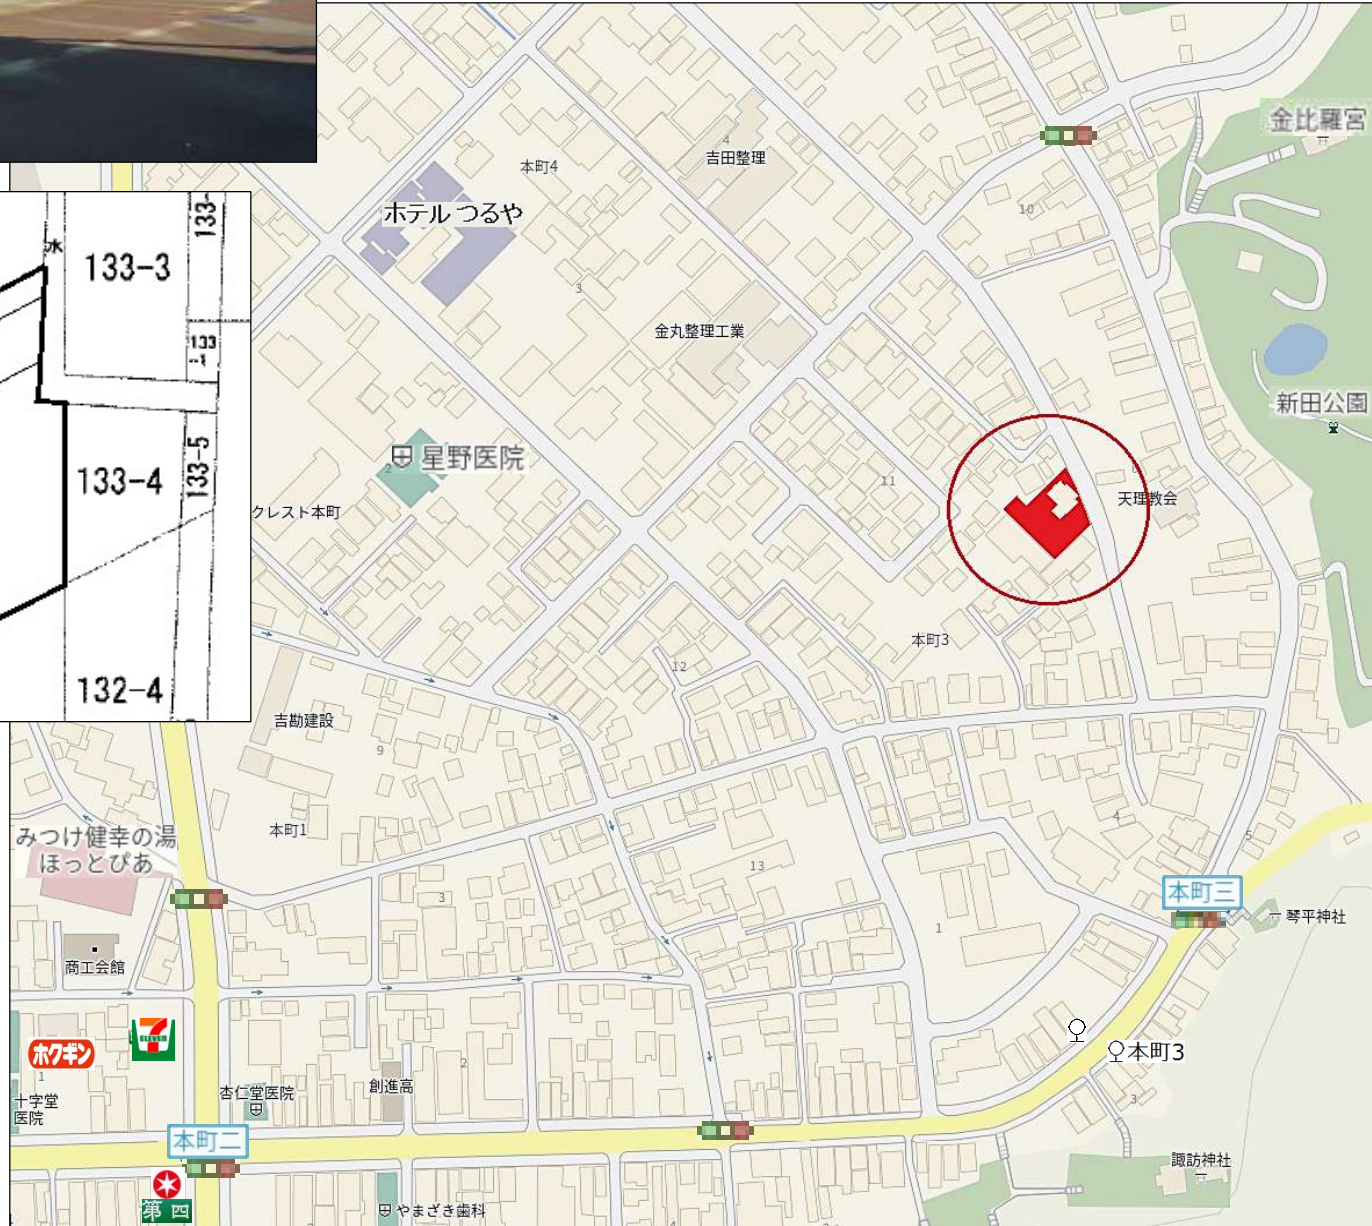 金比羅宮
本町4
吉田整理
ホテル つるや
10
4
3
水
133-3
133-
133
-1
金丸整理工業
新田公園
星野医院
2
11
133-4
133-5
天理教会
クレスト本町
本町3
12
132-4
吉勘建設
9
本町1
みつけ健幸の湯
ほっとぴあ
13
4
5
本町三
琴平神社
3
1
商工会館
ELEVEN
ホクギン
1
本町3
十字堂
医院
杏仁堂医院
創進高
2
3
本町二
諏訪神社
第四
やまざき歯科